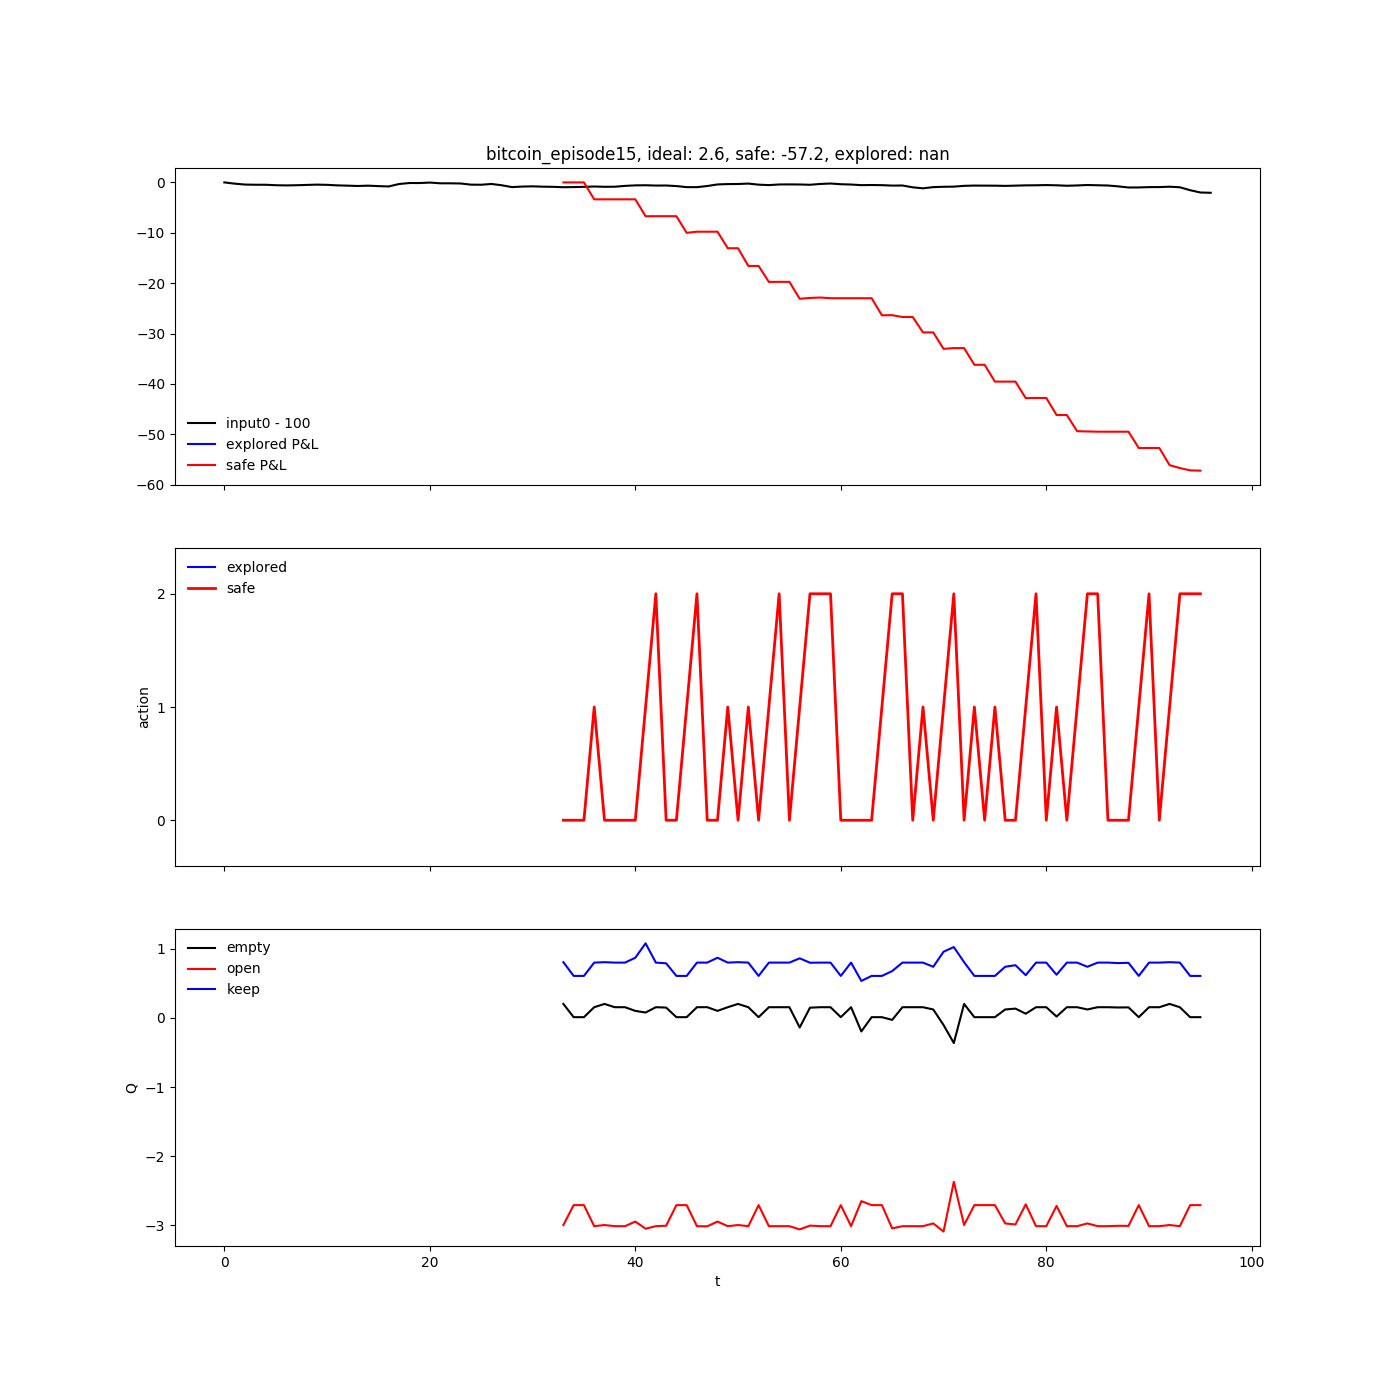 bitcoin_episode15, ideal: 2.6, safe: -57.2, explored: nan
0
−10
−20
−30
−40
−50
−60
input0 - 100
explored P&L
safe P&L
explored
safe
2
1
0
action
empty
open
keep
1
0
−1
−2
−3
Q
0 20 40 60 80 100
t